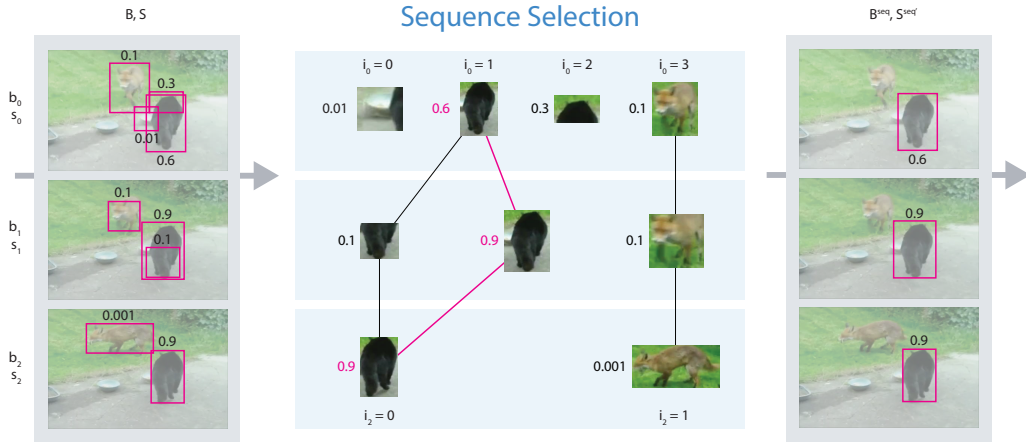 B, S
Sequence Selection
Bseq, Sseq'
b0
s0
0.1
0.3
0.01
0.6
i0 = 0
i0 = 1
i0 = 2
i0 = 3
0.01
0.6
0.3
0.1
0.6
b1
s1
0.1
0.9
0.1
0.1
0.9
0.1
0.9
b2
s2
0.001
0.9
0.9
0.001
i2 = 0
i2 = 1
0.9